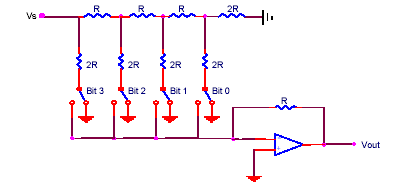 Vs R R R 2R
2R 2R 2R 2R
Bit 3 Bit 2 Bit 1 Bit 0
R
Vout